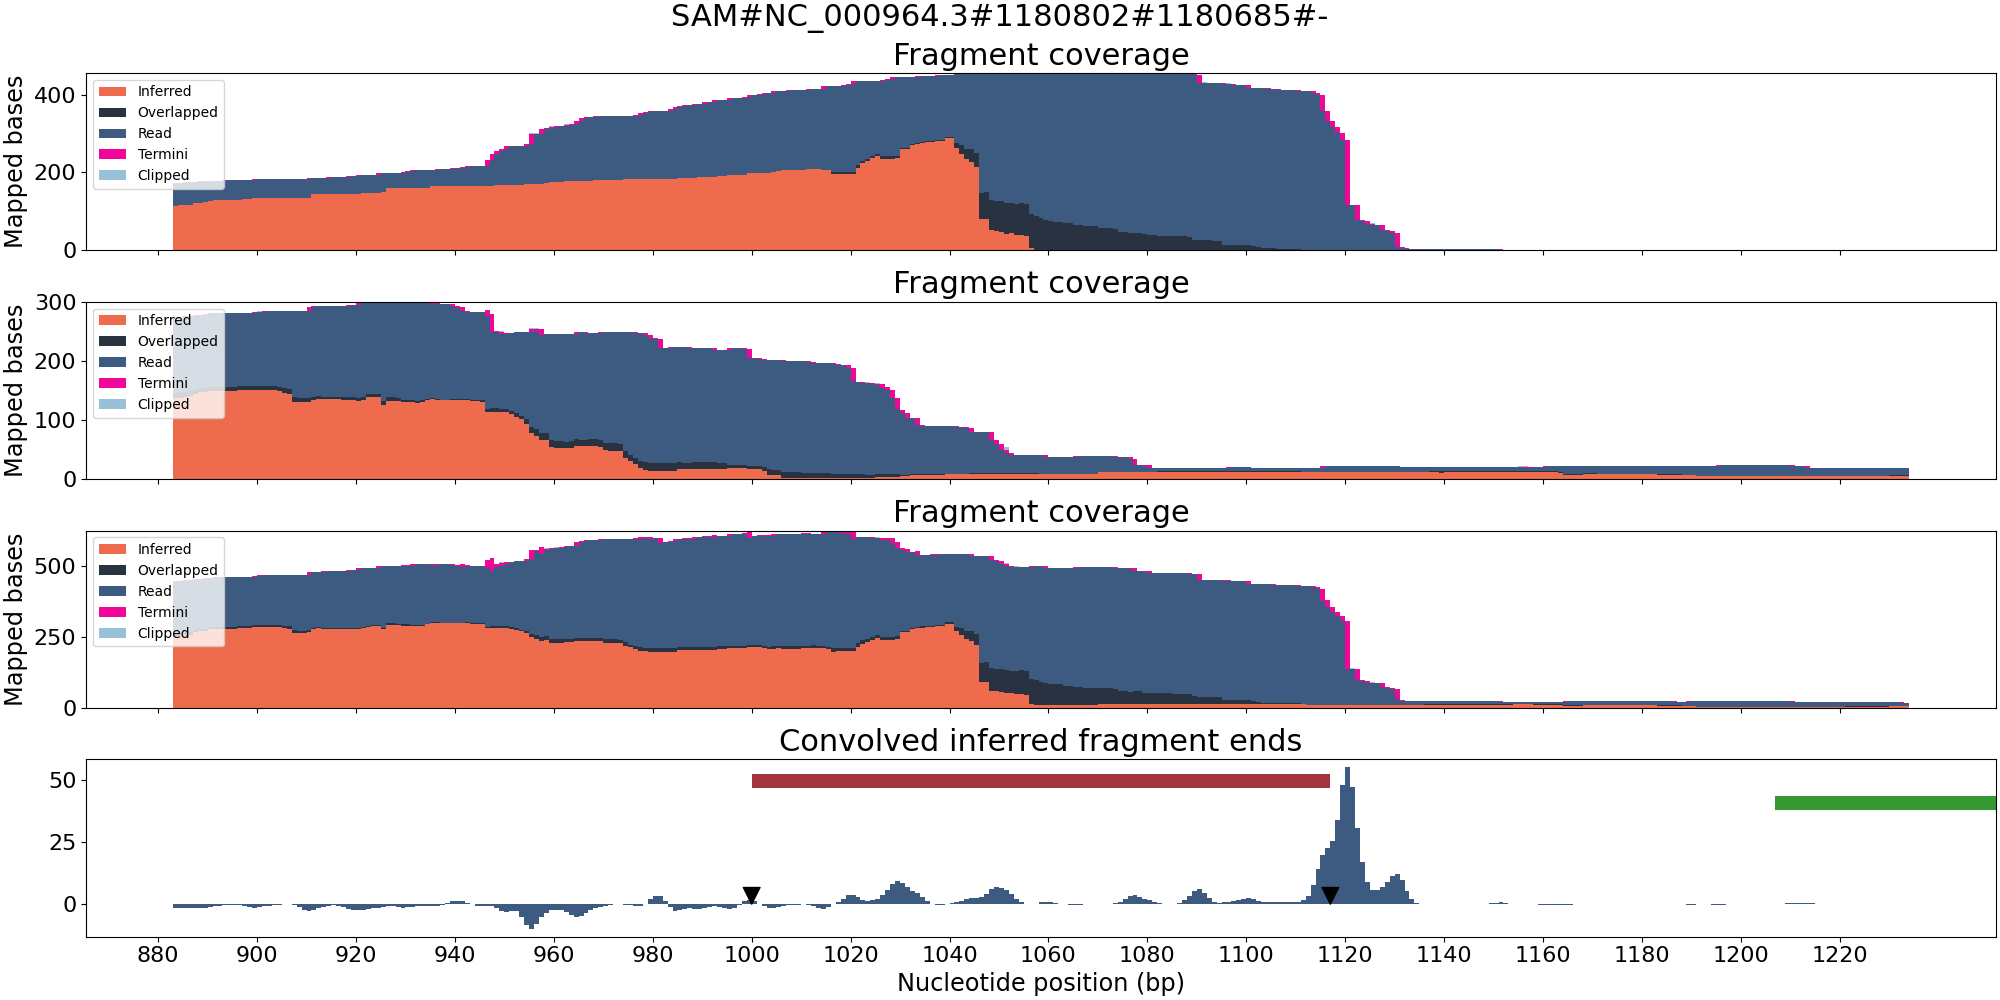 SAM#NC_000964.3#1180802#1180685#-
Fragment coverage
Mapped bases
400
200
0
Inferred
Overlapped
Read
Termini
Clipped
Fragment coverage
Mapped bases
300
200
100
0
Inferred
Overlapped
Read
Termini
Clipped
Fragment coverage
Mapped bases
500
250
0
Inferred
Overlapped
Read
Termini
Clipped
Convolved inferred fragment ends
50
25
0
880 900 920 940 960 980 1000 1020 1040 1060 1080 1100 1120 1140 1160 1180 1200 1220
Nucleotide position (bp)